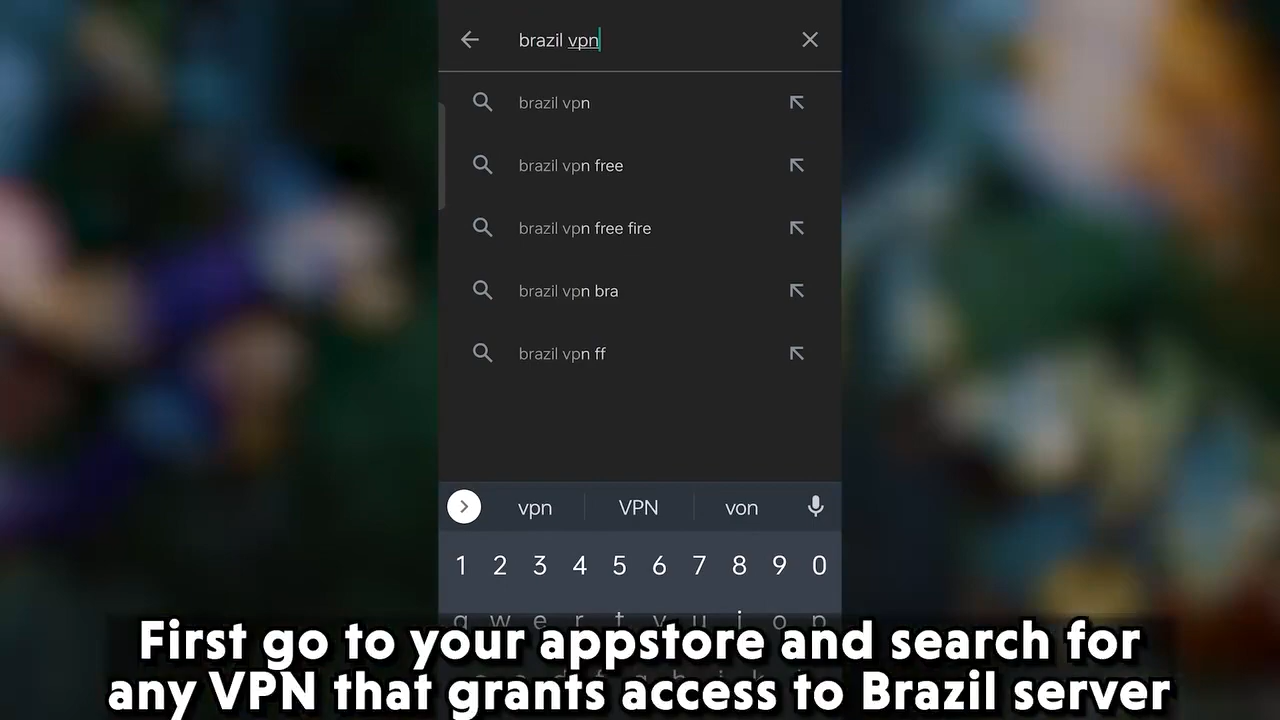 brazil vpn
brazil vpn
brazil vpn free
brazil vpn free fire
brazil vpn bra
brazil vpn ff
vpn VPN von
1 2 3 4 5 6 7 8 9 0
q w e r t y u i o p
First go to your appstore and search for
any VPN that grants access to Brazil server